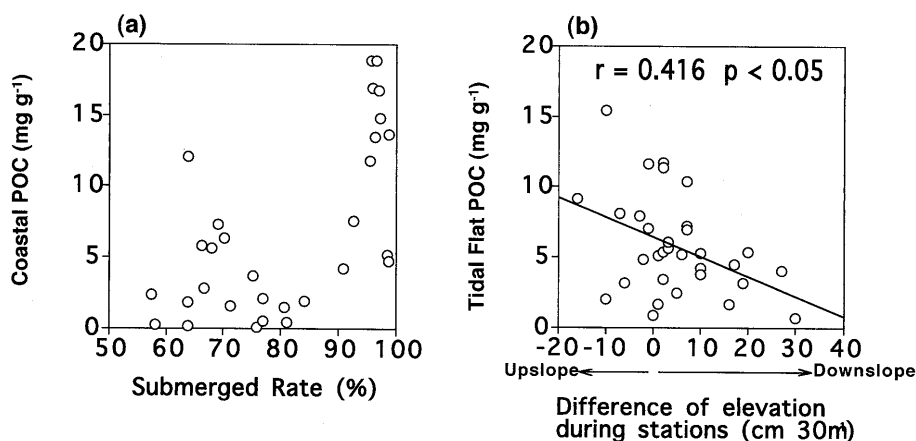 (a)
Coastal POC (mg g-1)
20
15
10
5
0
50 60 70 80 90 100
Submerged Rate (%)
(b)
r = 0.416 p < 0.05
Tidal Flat POC (mg g-1)
20
15
10
5
0
-20 -10 0 10 20 30 40
Upslope Downslope
Difference of elevation
during stations (cm 30m)